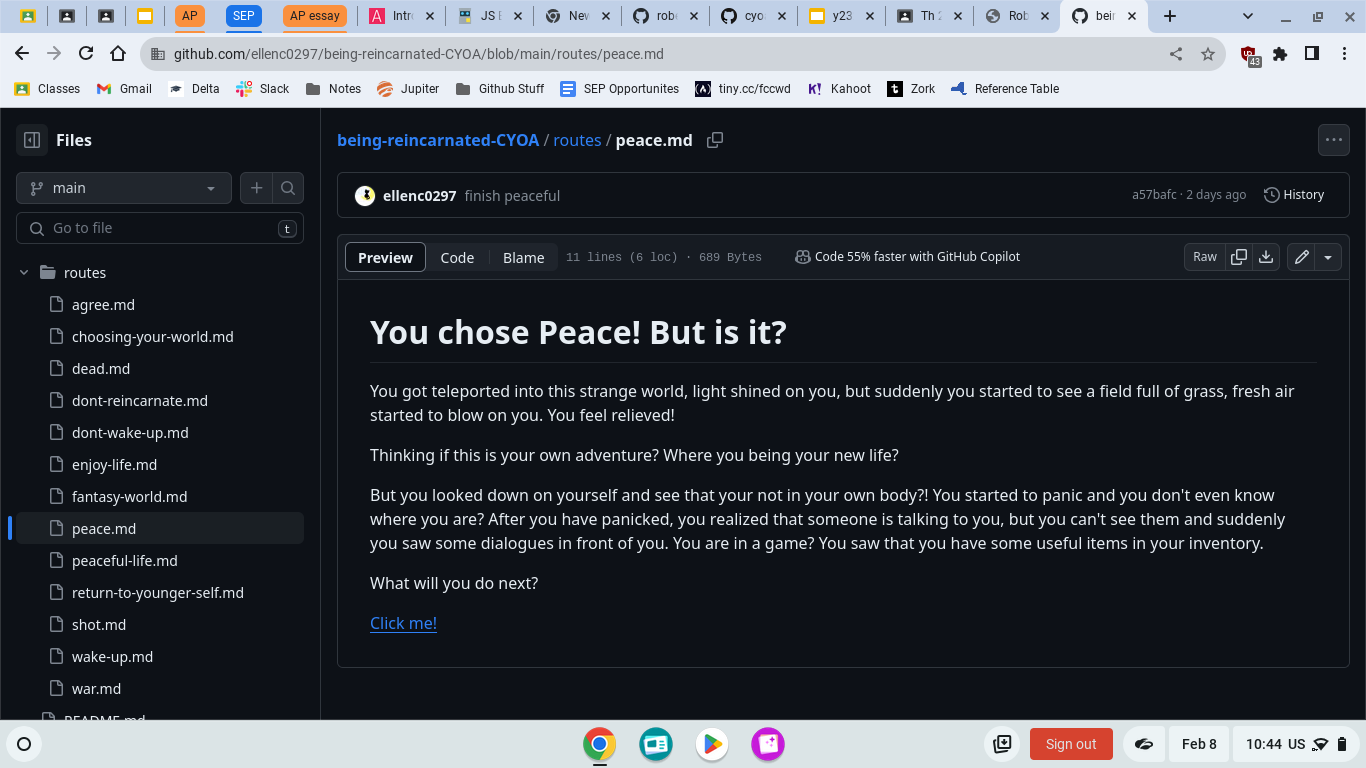 AP
SEP
AP essay
Intr
JS E
New
robe
cyo
y23
Th 2
Rob
bein
github.com/ellenc0297/being-reincarnated-CYOA/blob/main/routes/peace.md
43
Classes
Gmail
Delta
Slack
Notes
Jupiter
Github Stuff
SEP Opportunites
tiny.cc/fccwd
Kahoot
Zork
Reference Table
Files
being-reincarnated-CYOA / routes / peace.md
main
ellenc0297 finish peaceful
a57bafc · 2 days ago
History
Go to file
t
Preview
Code
Blame
11 lines (6 loc) · 689 Bytes
Code 55% faster with GitHub Copilot
Raw
routes
agree.md
choosing-your-world.md
dead.md
dont-reincarnate.md
dont-wake-up.md
enjoy-life.md
fantasy-world.md
peace.md
peaceful-life.md
return-to-younger-self.md
shot.md
wake-up.md
war.md
README.md
You chose Peace! But is it?
You got teleported into this strange world, light shined on you, but suddenly you started to see a field full of grass, fresh air
started to blow on you. You feel relieved!
Thinking if this is your own adventure? Where you being your new life?
But you looked down on yourself and see that your not in your own body?! You started to panic and you don't even know
where you are? After you have panicked, you realized that someone is talking to you, but you can't see them and suddenly
you saw some dialogues in front of you. You are in a game? You saw that you have some useful items in your inventory.
What will you do next?
Click me!
Sign out
Feb 8
10:44 US